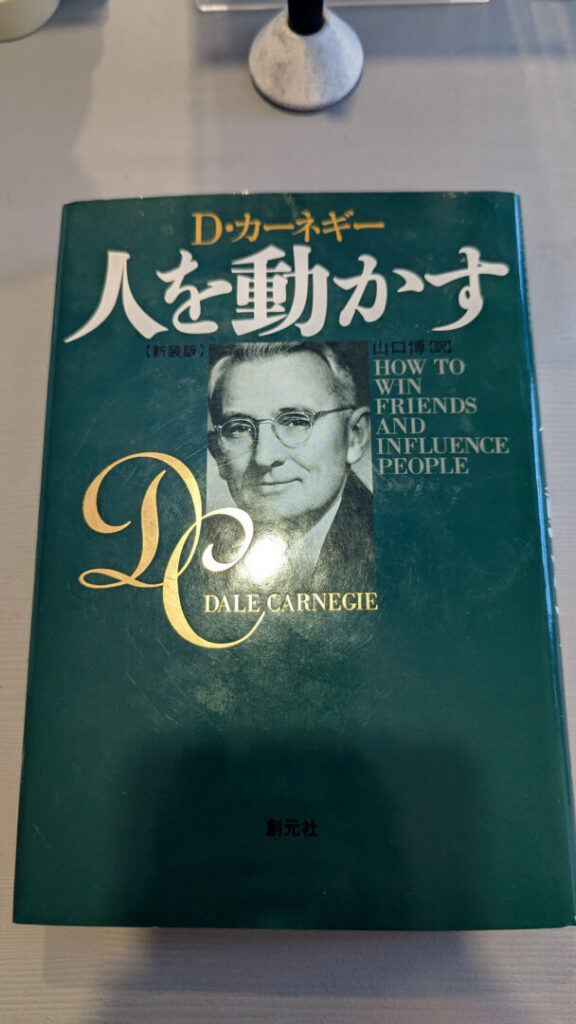 D・カーネギー
人を動かす
【新装版】
山口博【訳】
HOW TO
WIN
FRIENDS
AND
INFLUENCE
PEOPLE
DC
DALE CARNEGIE
創元社